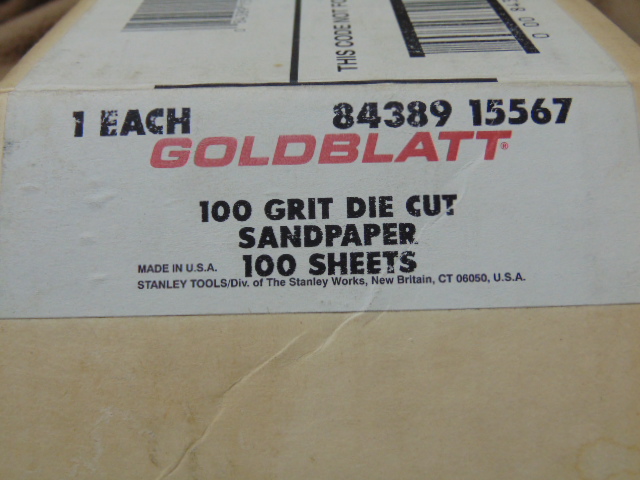 THIS CODE NOT FO
1 EACH 84389 15567
GOLDBLATT®
100 GRIT DIE CUT
SANDPAPER
MADE IN U.S.A. 100 SHEETS
STANLEY TOOLS/Div. of The Stanley Works, New Britain, CT 06050, U.S.A.